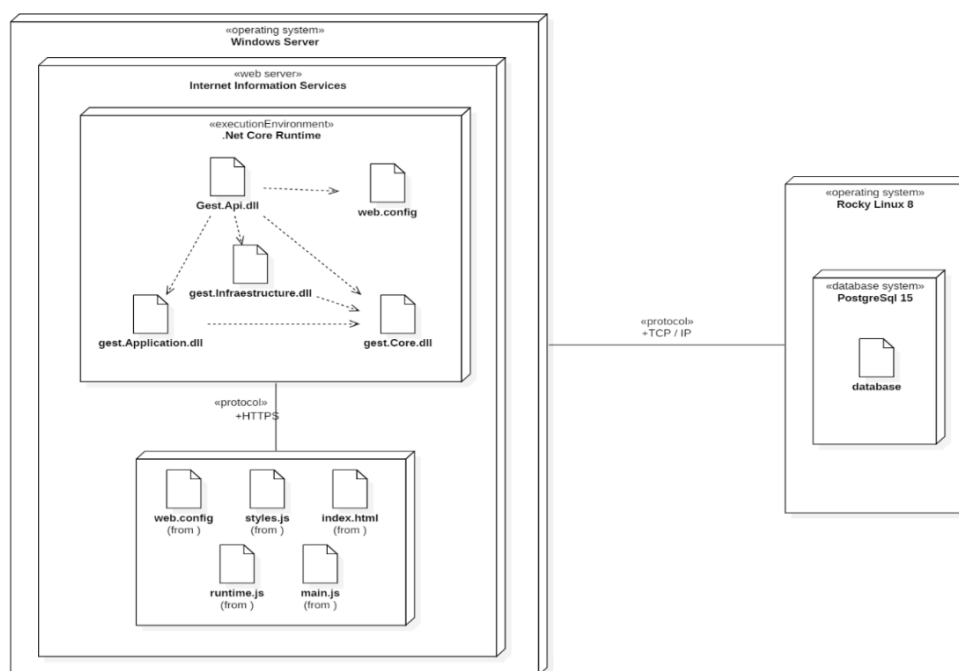 «operating system»
Windows Server
«web server»
Internet Information Services
«executionEnvironment»
.Net Core Runtime
Gest.Api.dll
web.config
gest.Infraestructure.dll
gest.Application.dll
gest.Core.dll
«protocol»
+HTTPS
web.config
(from )
styles.js
(from )
index.html
(from )
runtime.js
(from )
main.js
(from )
«protocol»
+TCP / IP
«operating system»
Rocky Linux 8
«database system»
PostgreSql 15
database